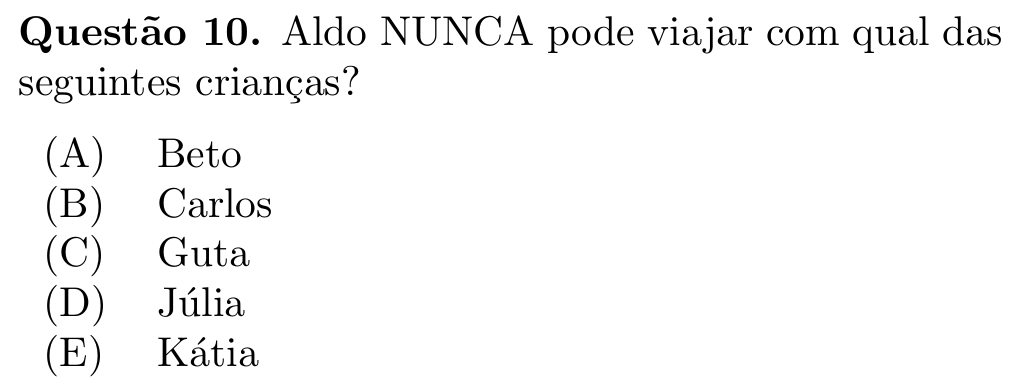 Questão 10. Aldo NUNCA pode viajar com qual das
seguintes crianças?
(A) Beto
(B) Carlos
(C) Guta
(D) Júlia
(E) Kátia